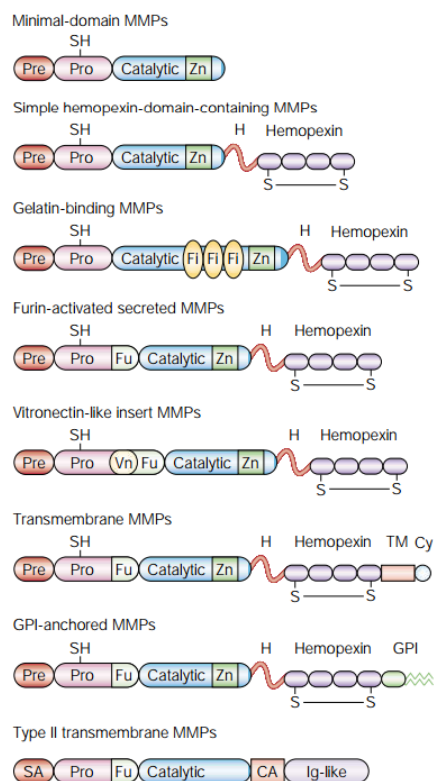 Minimal-domain MMPs
SH
Pre Pro Catalytic Zn
Simple hemopexin-domain-containing MMPs
SH H Hemopexin
Pre Pro Catalytic Zn
S S
Gelatin-binding MMPs
SH H Hemopexin
Pre Pro Catalytic Fi Fi Fi Zn
S S
Furin-activated secreted MMPs
SH H Hemopexin
Pre Pro Fu Catalytic Zn
S S
Vitronectin-like insert MMPs
SH H Hemopexin
Pre Pro Vn Fu Catalytic Zn
S S
Transmembrane MMPs
SH H Hemopexin TM Cy
Pre Pro Fu Catalytic Zn
S S
GPI-anchored MMPs
SH H Hemopexin GPI
Pre Pro Fu Catalytic Zn
S S
Type II transmembrane MMPs
SA Pro Fu Catalytic CA Ig-like